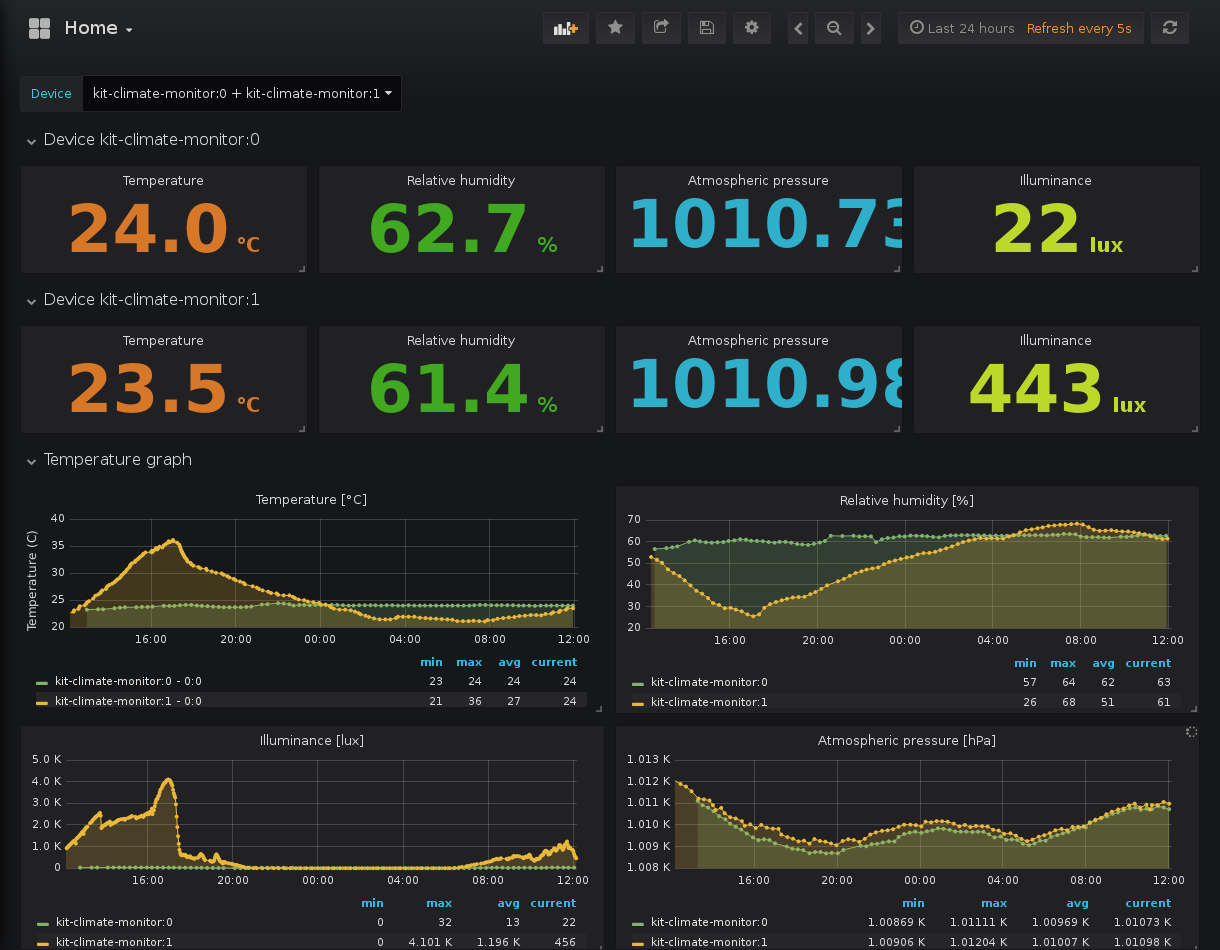 Home
Last 24 hours Refresh every 5s
Device kit-climate-monitor:0 + kit-climate-monitor:1
Device kit-climate-monitor:0
Temperature Relative humidity Atmospheric pressure Illuminance
24.0 °C 62.7 % 1010.73 22 lux
Device kit-climate-monitor:1
Temperature Relative humidity Atmospheric pressure Illuminance
23.5 °C 61.4 % 1010.98 443 lux
Temperature graph
Temperature [°C]
Temperature (C)
40
35
30
25
20
16:00 20:00 00:00 04:00 08:00 12:00
min max avg current
kit-climate-monitor:0 - 0:0 23 24 24 24
kit-climate-monitor:1 - 0:0 21 36 27 24
Relative humidity [%]
70
60
50
40
30
20
16:00 20:00 00:00 04:00 08:00 12:00
min max avg current
kit-climate-monitor:0 57 64 62 63
kit-climate-monitor:1 26 68 51 61
Illuminance [lux]
5.0 K
4.0 K
3.0 K
2.0 K
1.0 K
0
16:00 20:00 00:00 04:00 08:00 12:00
min max avg current
kit-climate-monitor:0 0 32 13 22
kit-climate-monitor:1 0 4.101 K 1.196 K 456
Atmospheric pressure [hPa]
1.013 K
1.012 K
1.011 K
1.010 K
1.009 K
1.008 K
16:00 20:00 00:00 04:00 08:00 12:00
min max avg current
kit-climate-monitor:0 1.00869 K 1.01111 K 1.00969 K 1.01073 K
kit-climate-monitor:1 1.00906 K 1.01204 K 1.01007 K 1.01098 K